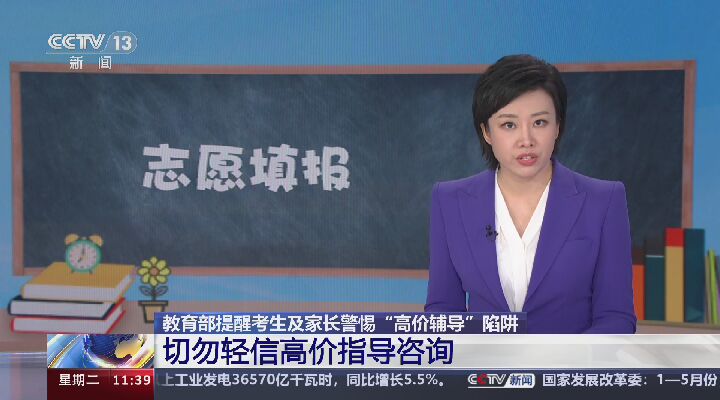 CCTV 13
新闻
志愿填报
教育部提醒考生及家长警惕“高价辅导”陷阱
切勿轻信高价指导咨询
星期二 11:39 上工业发电36570亿千瓦时，同比增长5.5%。 CCTV新闻 国家发展改革委：1—5月份